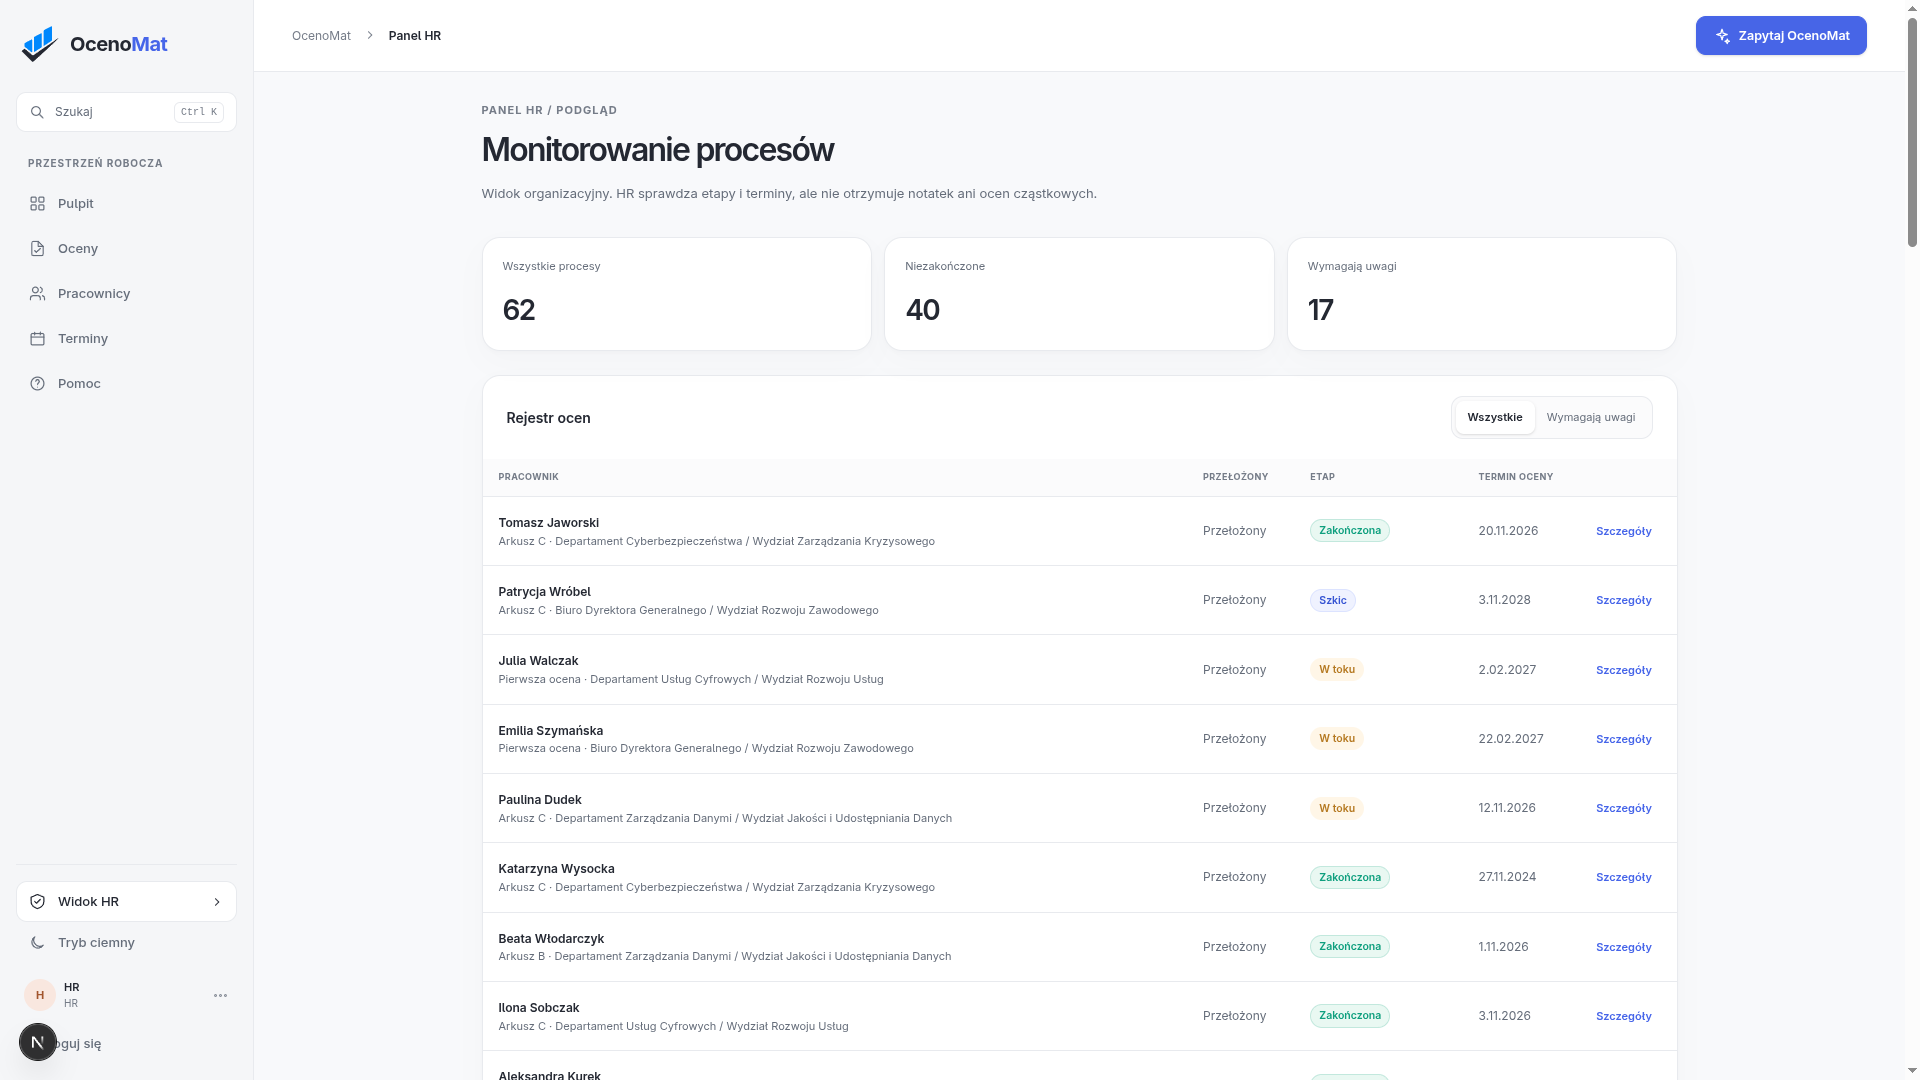 OcenoMat
OcenoMat > Panel HR
Zapytaj OcenoMat
Szukaj
Ctrl K
PRZESTRZEŃ ROBOCZA
Pulpit
Oceny
Pracownicy
Terminy
Pomoc
Widok HR
Tryb ciemny
H
HR
HR
N
oguj się
PANEL HR / PODGLĄD
Monitorowanie procesów
Widok organizacyjny. HR sprawdza etapy i terminy, ale nie otrzymuje notatek ani ocen cząstkowych.
Wszystkie procesy
62
Niezakończone
40
Wymagają uwagi
17
Rejestr ocen
Wszystkie
Wymagają uwagi
PRACOWNIK PRZEŁOŻONY ETAP TERMIN OCENY
Tomasz Jaworski
Arkusz C · Departament Cyberbezpieczeństwa / Wydział Zarządzania Kryzysowego
Przełożony Zakończona 20.11.2026 Szczegóły
Patrycja Wróbel
Arkusz C · Biuro Dyrektora Generalnego / Wydział Rozwoju Zawodowego
Przełożony Szkic 3.11.2028 Szczegóły
Julia Walczak
Pierwsza ocena · Departament Usług Cyfrowych / Wydział Rozwoju Usług
Przełożony W toku 2.02.2027 Szczegóły
Emilia Szymańska
Pierwsza ocena · Biuro Dyrektora Generalnego / Wydział Rozwoju Zawodowego
Przełożony W toku 22.02.2027 Szczegóły
Paulina Dudek
Arkusz C · Departament Zarządzania Danymi / Wydział Jakości i Udostępniania Danych
Przełożony W toku 12.11.2026 Szczegóły
Katarzyna Wysocka
Arkusz C · Departament Cyberbezpieczeństwa / Wydział Zarządzania Kryzysowego
Przełożony Zakończona 27.11.2024 Szczegóły
Beata Włodarczyk
Arkusz B · Departament Zarządzania Danymi / Wydział Jakości i Udostępniania Danych
Przełożony Zakończona 1.11.2026 Szczegóły
Ilona Sobczak
Arkusz C · Departament Usług Cyfrowych / Wydział Rozwoju Usług
Przełożony Zakończona 3.11.2026 Szczegóły
Aleksandra Kurek